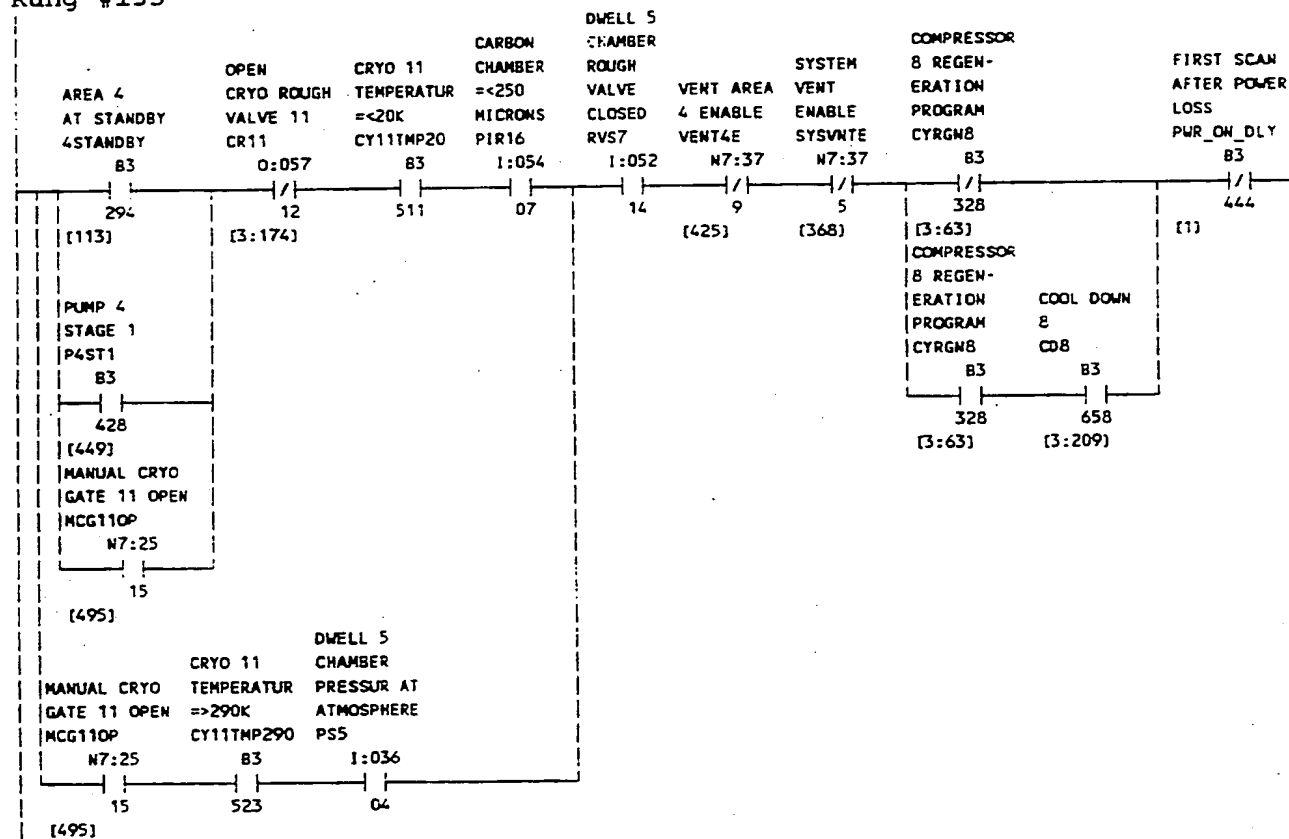 Rung #155
AREA 4
AT STANDBY
4STANDBY
B3
294
[113]
OPEN
CRYO ROUGH
VALVE 11
CR11
O:057
12
[3:174]
CRYO 11
TEMPERATUR
=<20K
CY11TMP20
B3
511
CARBON
CHAMBER
=<250
MICRONS
PIR16
I:054
07
DWELL 5
CHAMBER
ROUGH
VALVE
CLOSED
RVS7
I:052
14
VENT AREA
4 ENABLE
VENT4E
N7:37
9
[425]
SYSTEM
VENT
ENABLE
SYSVNTE
N7:37
5
[368]
COMPRESSOR
8 REGEN-
ERATION
PROGRAM
CYRGN8
B3
328
[3:63]
FIRST SCAN
AFTER POWER
LOSS
PWR_ON_DLY
B3
444
[1]
COMPRESSOR
8 REGEN-
ERATION
PROGRAM
CYRGN8
B3
328
[3:63]
COOL DOWN
8
CD8
B3
658
[3:209]
PUMP 4
STAGE 1
P4ST1
B3
428
[449]
MANUAL CRYO
GATE 11 OPEN
MCG11OP
N7:25
15
[495]
MANUAL CRYO
GATE 11 OPEN
MCG11OP
N7:25
15
[495]
CRYO 11
TEMPERATUR
=>290K
CY11TMP290
B3
523
DWELL 5
CHAMBER
PRESSUR AT
ATMOSPHERE
PS5
I:036
04